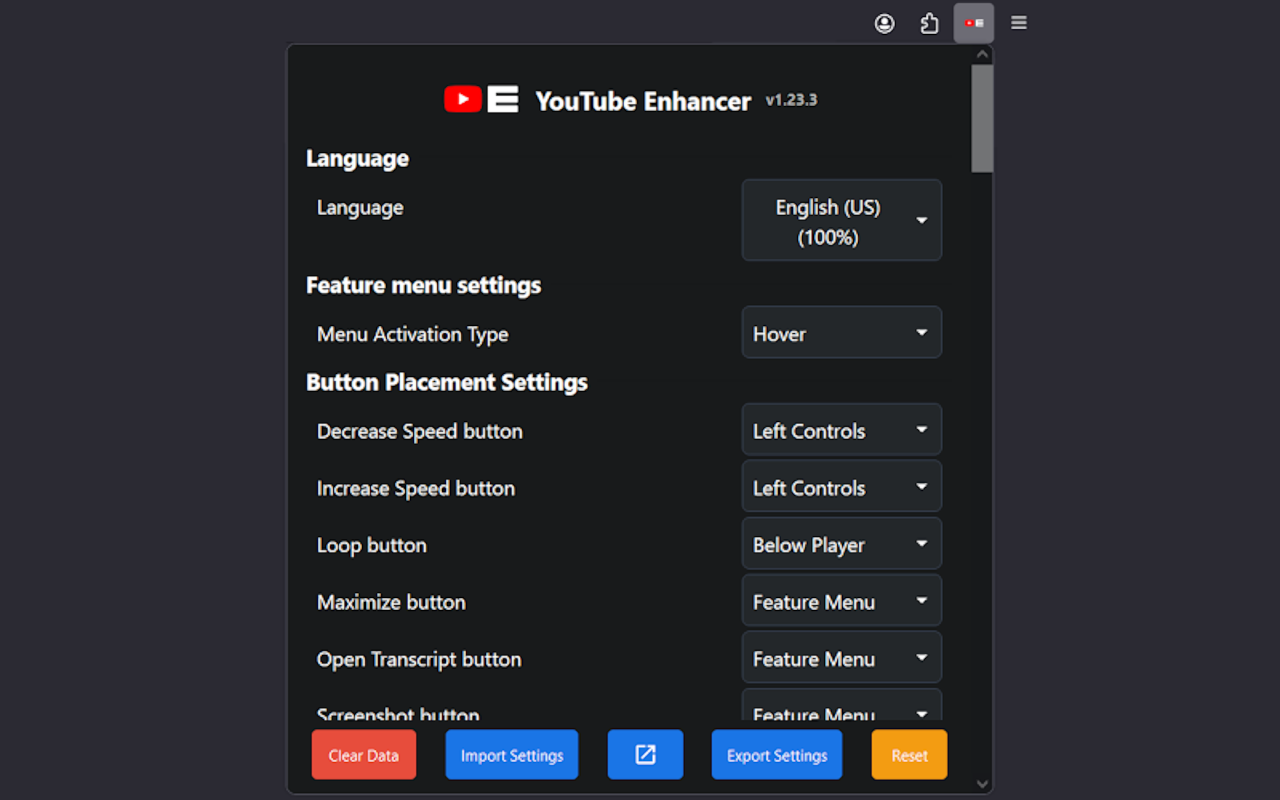 YouTube Enhancer v1.23.3
Language
Language
English (US)
(100%)
Feature menu settings
Menu Activation Type
Hover
Button Placement Settings
Decrease Speed button
Left Controls
Increase Speed button
Left Controls
Loop button
Below Player
Maximize button
Feature Menu
Open Transcript button
Feature Menu
Screenshot button
Feature Menu
Clear Data
Import Settings
Export Settings
Reset